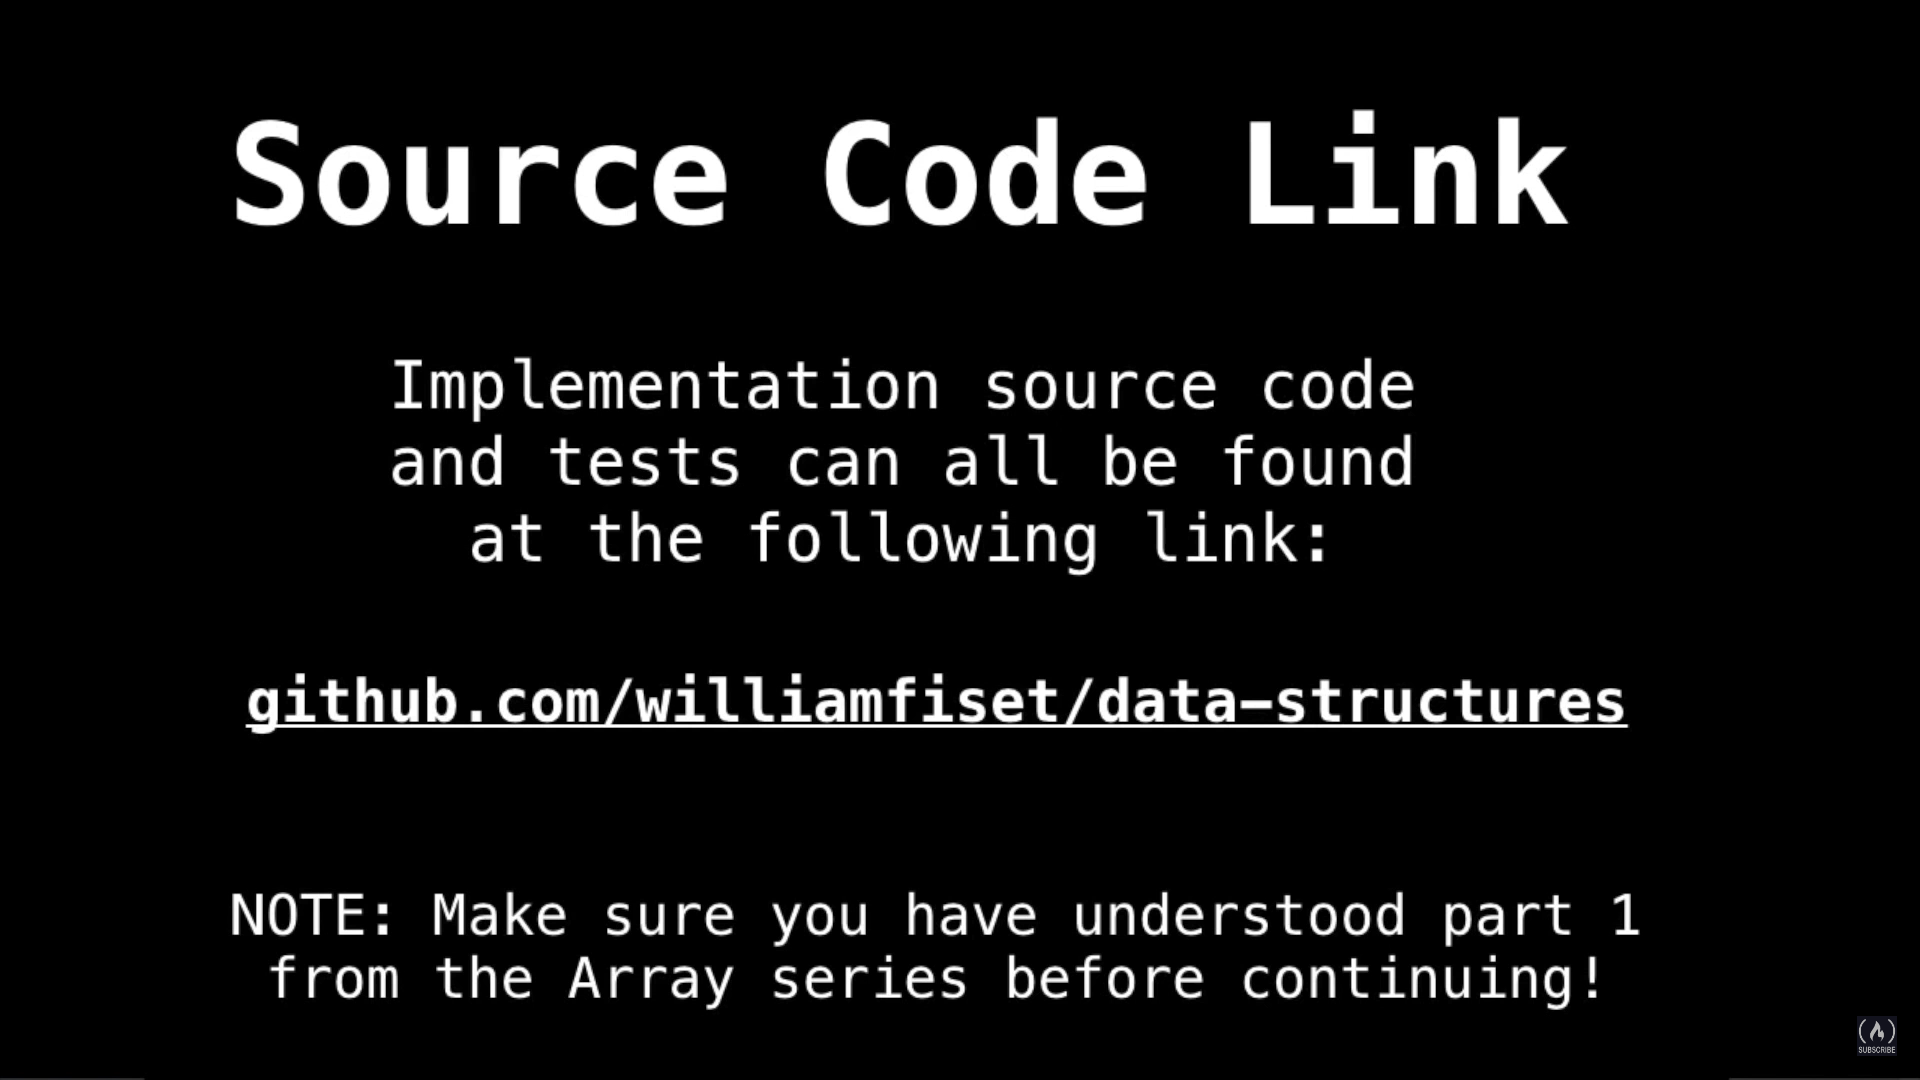 Source Code Link
Implementation source code
and tests can all be found
at the following link:
github.com/williamfiset/data-structures
NOTE: Make sure you have understood part 1
from the Array series before continuing!
SUBSCRIBE